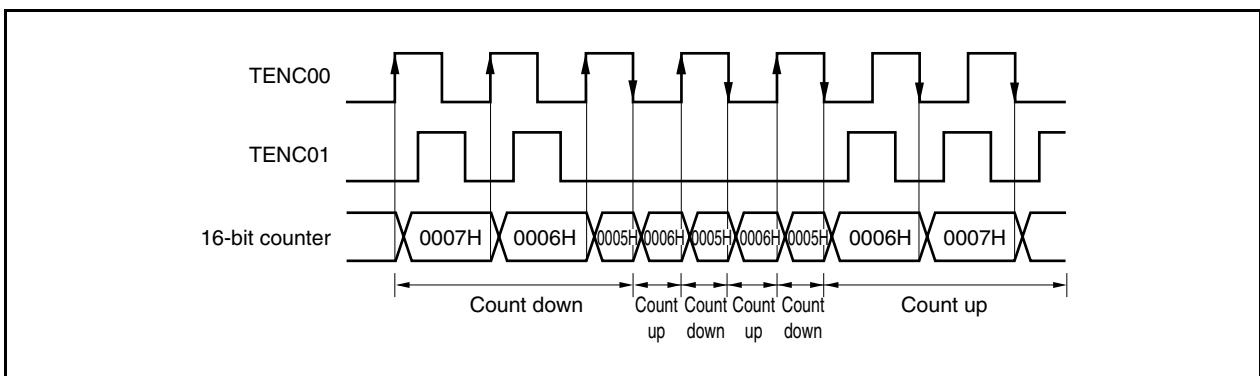 TENC00
TENC01
16-bit counter 0007H 0006H 0005H 0006H 0005H 0006H 0005H 0006H 0007H
Count down Count up Count down Count up Count down Count up